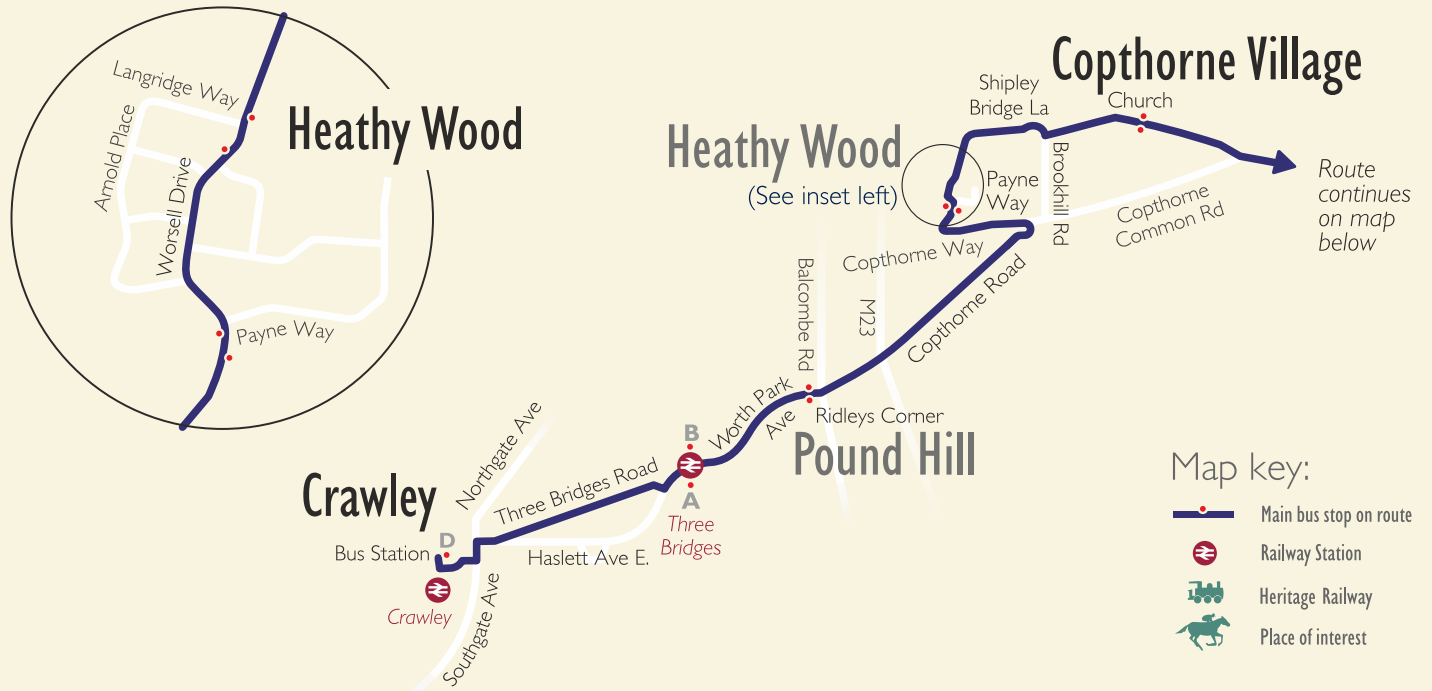 Langridge Way
Arnold Place
Heathy Wood
Worsell Drive
Payne Way
Copthorne Village
Shipley
Bridge La
Church
Heathy Wood
(See inset left)
Payne
Way
Brookhill Rd
Copthorne
Common Rd
Route
continues
on map
below
Copthorne Way
Balcombe Rd
M23
Copthorne Road
Worth Park
Ave
Ridleys Corner
Pound Hill
B
A
Three
Bridges
Northgate Ave
Three Bridges Road
Crawley
D
Bus Station
Haslett Ave E.
Crawley
Southgate Ave
Map key:
Main bus stop on route
Railway Station
Heritage Railway
Place of interest